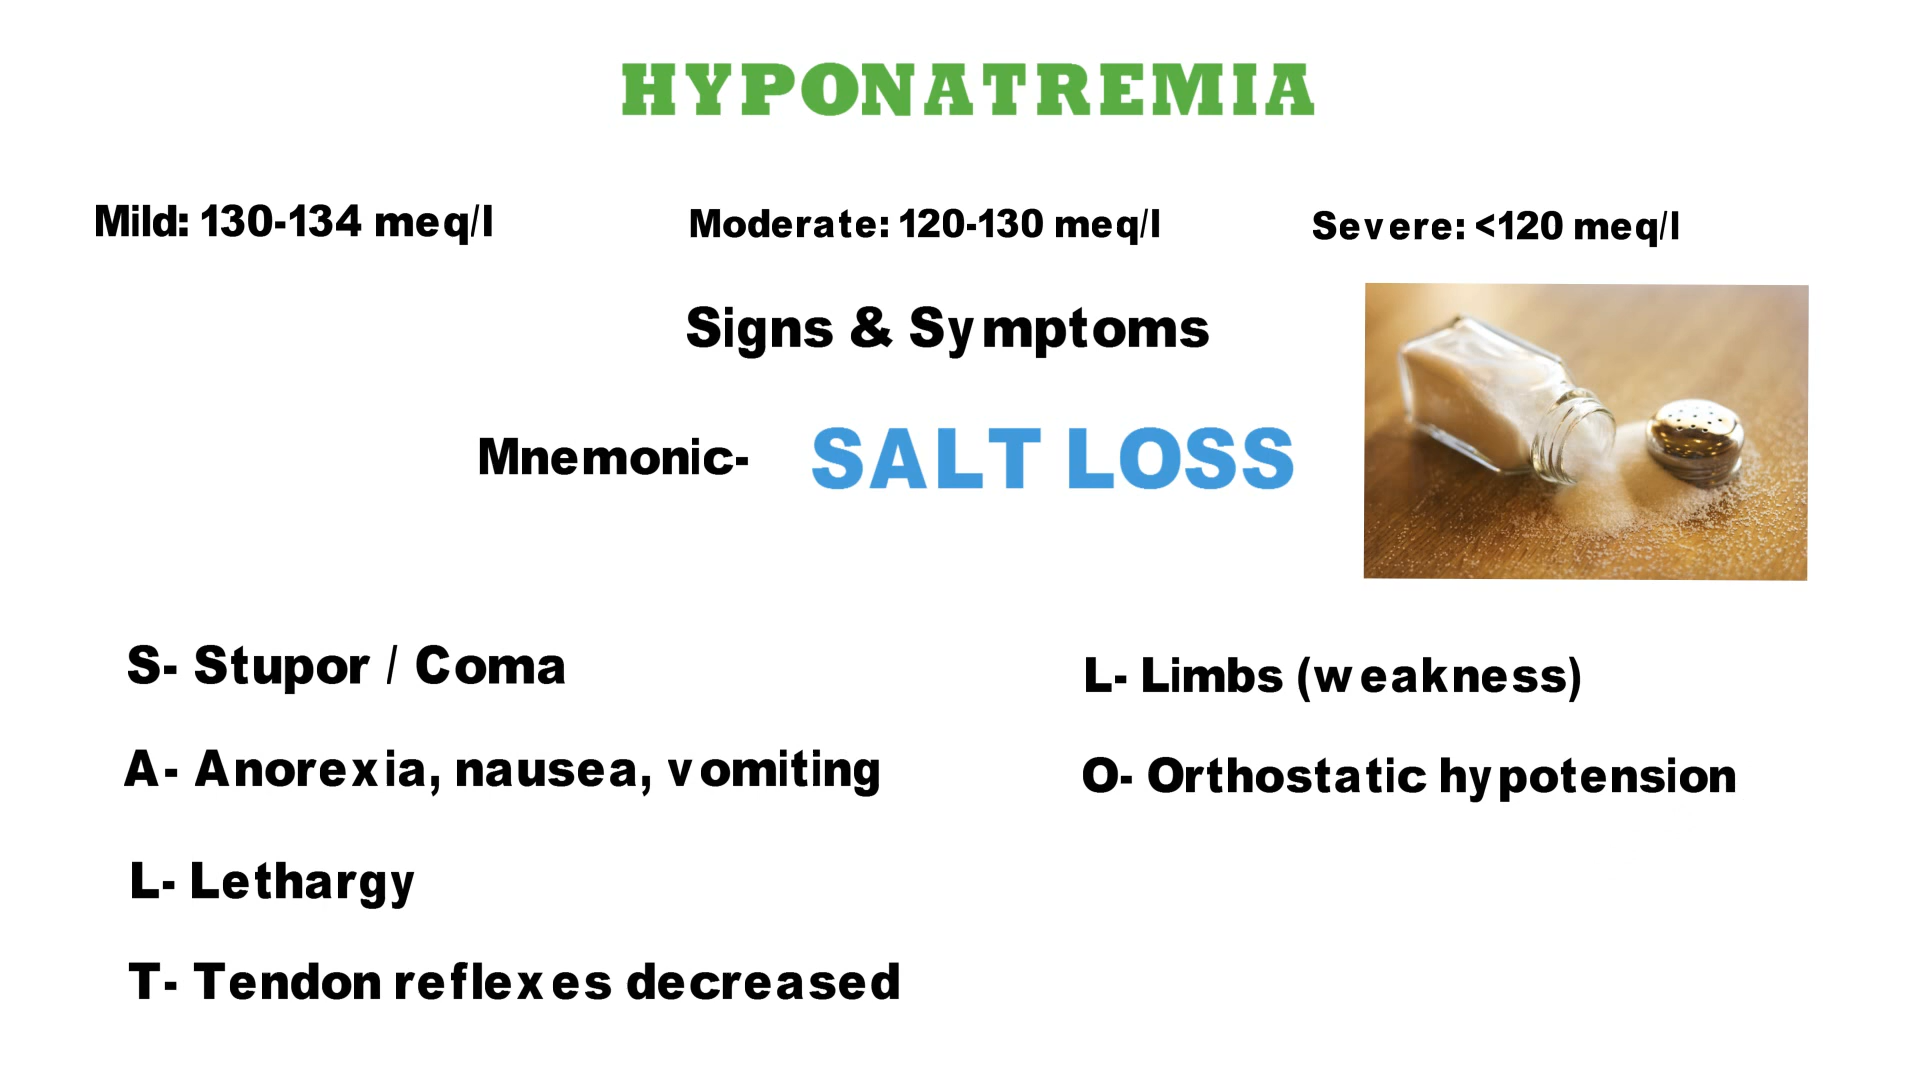 HYPONATREMIA
Mild: 130-134 meq/l
Moderate: 120-130 meq/l
Severe: <120 meq/l
Signs & Symptoms
Mnemonic- SALT LOSS
S- Stupor / Coma
A- Anorexia, nausea, vomiting
L- Lethargy
T- Tendon reflexes decreased
L- Limbs (weakness)
O- Orthostatic hypotension